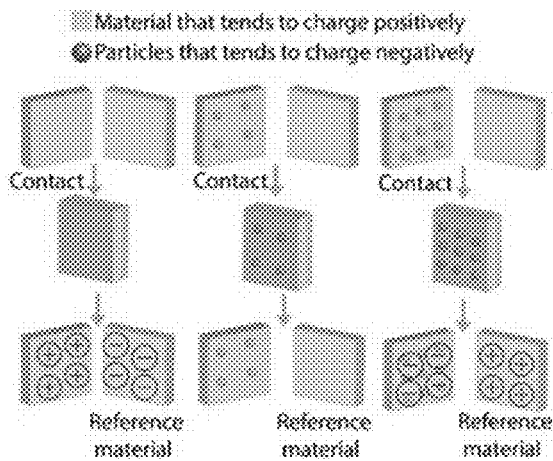 Material that tends to charge positively
Particles that tends to charge negatively
Contact
Contact
Contact
Reference
material
Reference
material
Reference
material